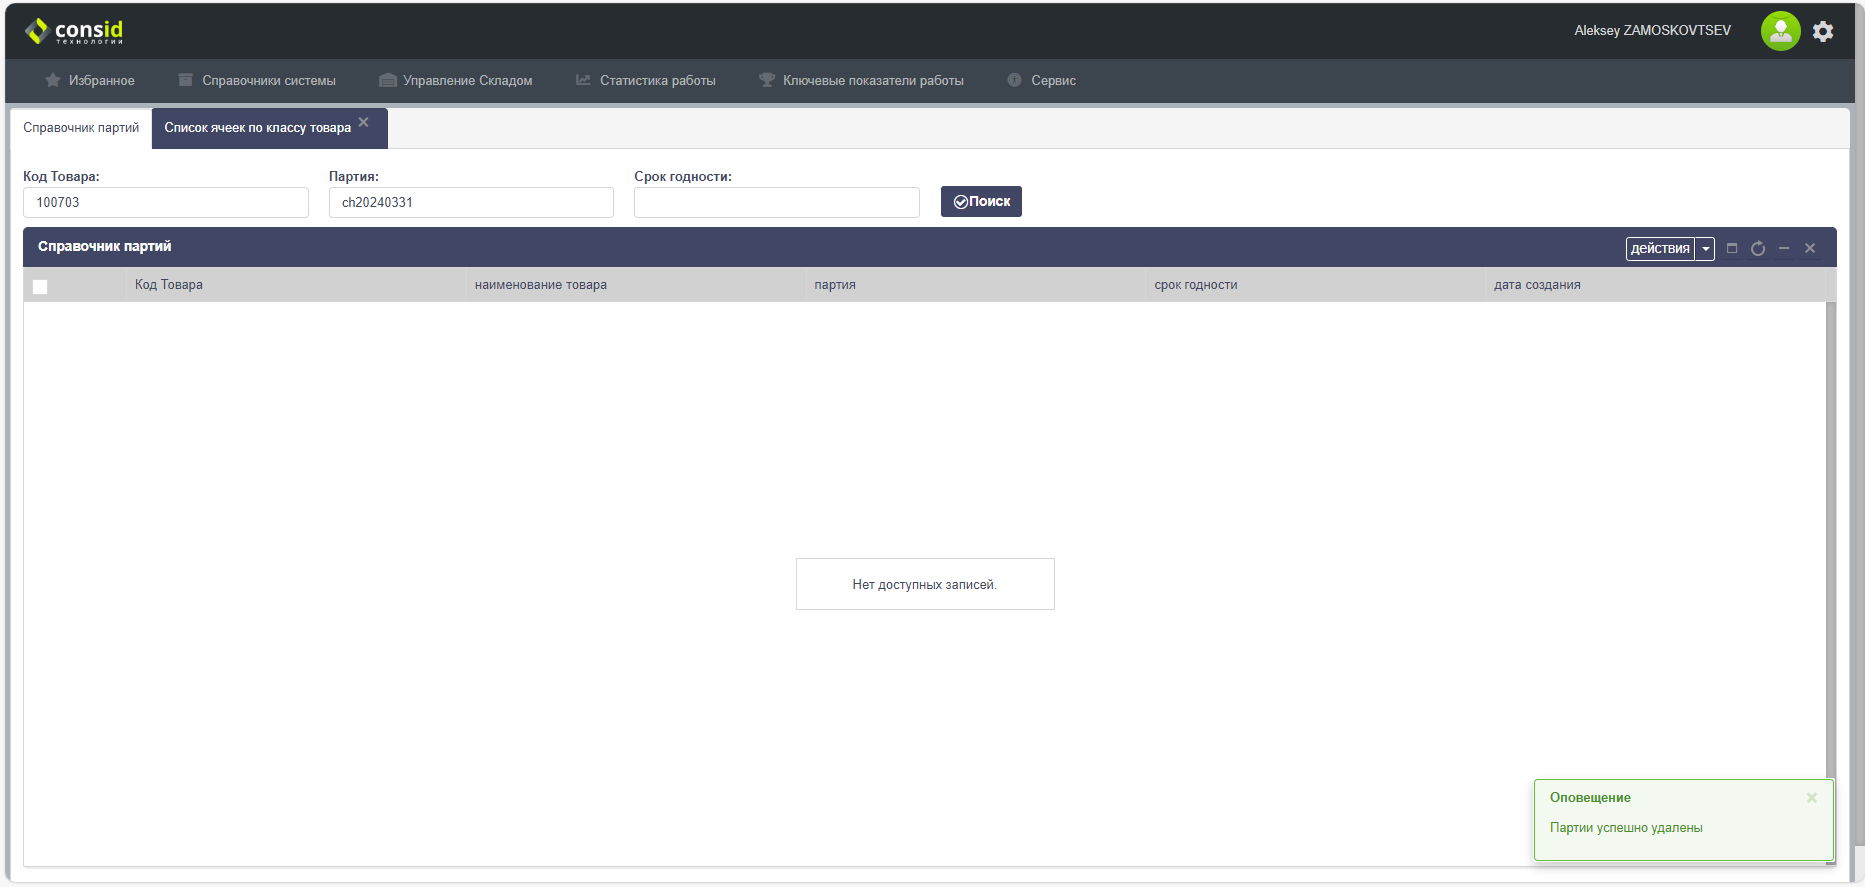 consid
технологии
Aleksey ZAMOSKOVTSEV
Избранное
Справочники системы
Управление Складом
Статистика работы
Ключевые показатели работы
Сервис
Справочник партий
Список ячеек по классу товара
Код Товара:
Партия:
Срок годности:
100703
ch20240331
Поиск
Справочник партий
действия
Код Товара
наименование товара
партия
срок годности
дата создания
Нет доступных записей.
Оповещение
Партии успешно удалены